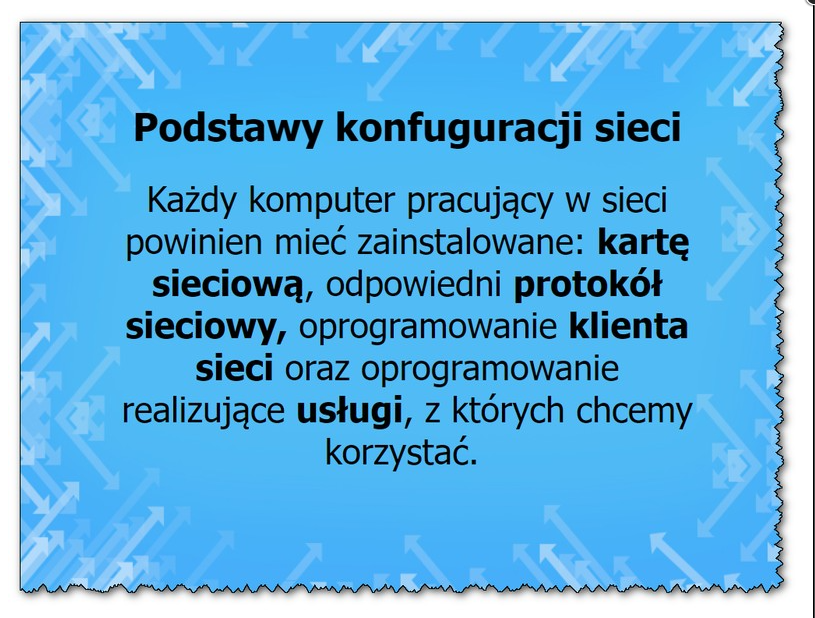 Podstawy konfuguracji sieci
Każdy komputer pracujący w sieci
powinien mieć zainstalowane: kartę
sieciową, odpowiedni protokół
sieciowy, oprogramowanie klienta
sieci oraz oprogramowanie
realizujące usługi, z których chcemy
korzystać.